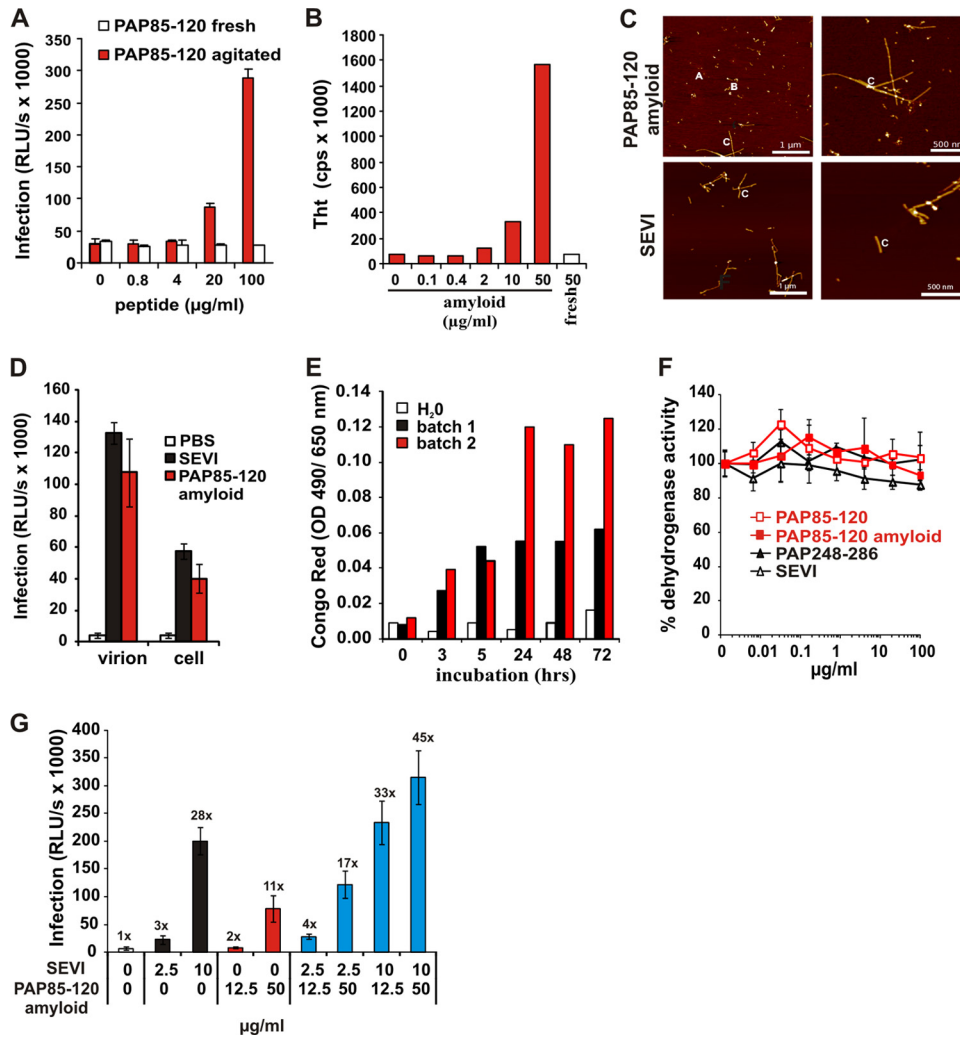 A
PAP85-120 fresh
PAP85-120 agitated
Infection (RLU/s x 1000)
350
300
250
200
150
100
50
0
0 0.8 4 20 100
peptide (µg/ml)
B
Tht (cps x 1000)
1800
1600
1400
1200
1000
800
600
400
200
0
0 0.1 0.4 2 10 50 50
amyloid
(µg/ml)
fresh
C
PAP85-120
amyloid
A
B
C
1 µm
C
500 nm
SEVI
C
1 µm
C
500 nm
D
Infection (RLU/s x 1000)
160
140
120
100
80
60
40
20
0
PBS
SEVI
PAP85-120
amyloid
virion cell
E
Congo Red (OD 490/ 650 nm)
0.14
0.12
0.10
0.08
0.06
0.04
0.02
0.00
H20
batch 1
batch 2
0 3 5 24 48 72
incubation (hrs)
F
% dehydrogenase activity
140
120
100
80
60
40
20
0
PAP85-120
PAP85-120 amyloid
PAP248-286
SEVI
0 0.01 0.1 1 10 100
µg/ml
G
Infection (RLU/s x 1000)
400
350
300
250
200
150
100
50
0
1x 3x 28x 2x 11x 4x 17x 33x 45x
SEVI 0 2.5 10 0 0 2.5 2.5 10 10
PAP85-120 0 0 0 12.5 50 12.5 50 12.5 50
amyloid
µg/ml